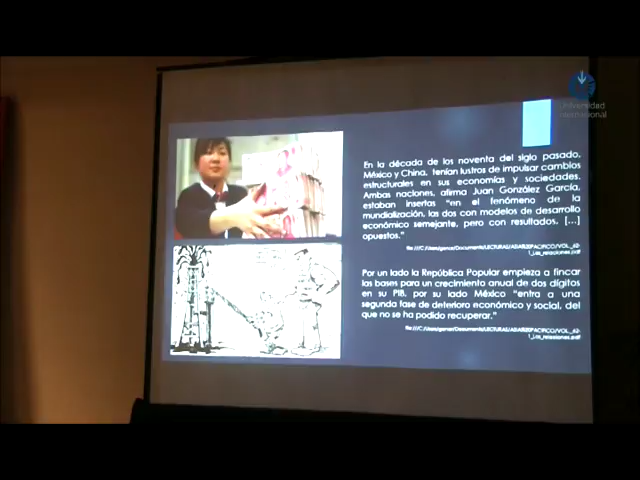 Universidad
Internacional
En la década de los noventa del siglo pasado,
México y China, tenían lustros de impulsar cambios
estructurales en sus economías y sociedades.
Ambas naciones, afirma Juan González García,
estaban insertas "en el fenómeno de la
mundialización, las dos con modelos de desarrollo
económico semejante, pero con resultados, [...]
opuestos."
Por un lado la República Popular empieza a fincar
las bases para un crecimiento anual de dos dígitos
en su PIB, por su lado México "entra a una
segunda fase de deterioro económico y social, del
que no se ha podido recuperar."